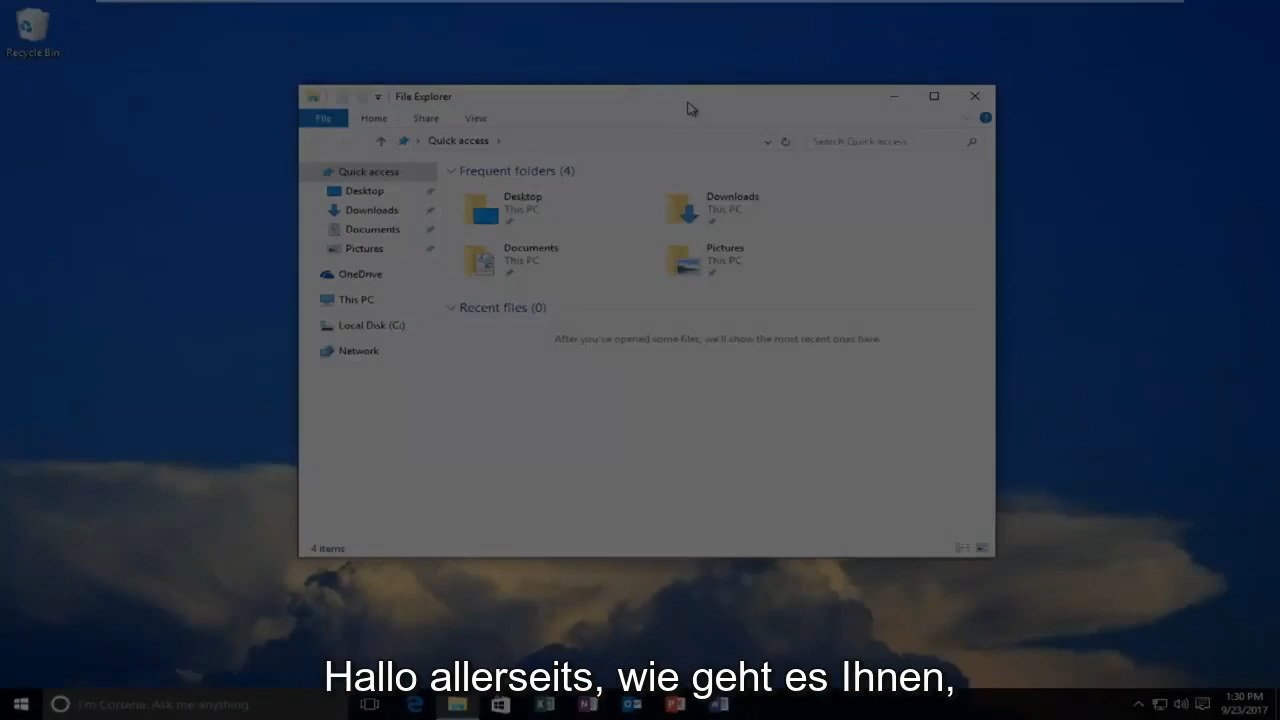 Recycle Bin
File Explorer
File Home Share View
Quick access
Search Quick access
Quick access
Desktop
Downloads
Documents
Pictures
OneDrive
This PC
Local Disk (C:)
Network
Frequent folders (4)
Desktop
This PC
Downloads
This PC
Documents
This PC
Pictures
This PC
Recent files (0)
After you've opened some files, we'll show the most recent ones here.
4 items
Hallo allerseits, wie geht es Ihnen,
I'm Cortana. Ask me anything.
1:30 PM
9/23/2017